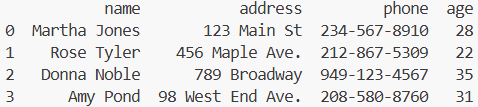 name address phone age
0 Martha Jones 123 Main St 234-567-8910 28
1 Rose Tyler 456 Maple Ave. 212-867-5309 22
2 Donna Noble 789 Broadway 949-123-4567 35
3 Amy Pond 98 West End Ave. 208-580-8760 31